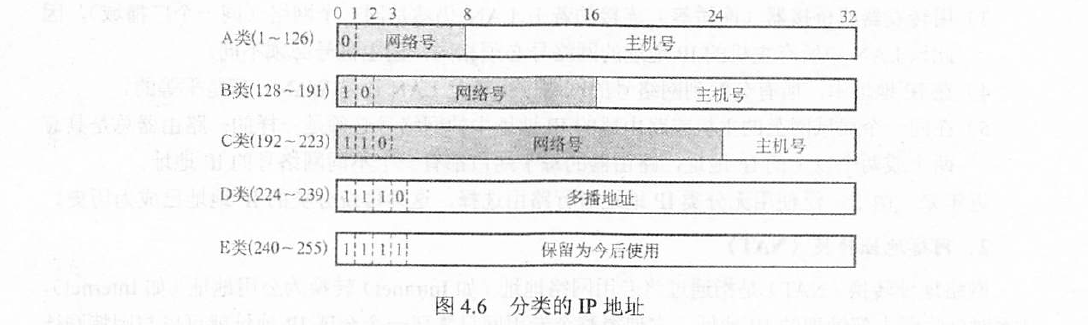 0 1 2 3 8 16 24 32
A类(1~126) 0 网络号 主机号
B类(128~191) 1 0 网络号 主机号
C类(192~223) 1 1 0 网络号 主机号
D类(224~239) 1 1 1 0 多播地址
E类(240~255) 1 1 1 1 保留为今后使用
图 4.6 分类的 IP 地址